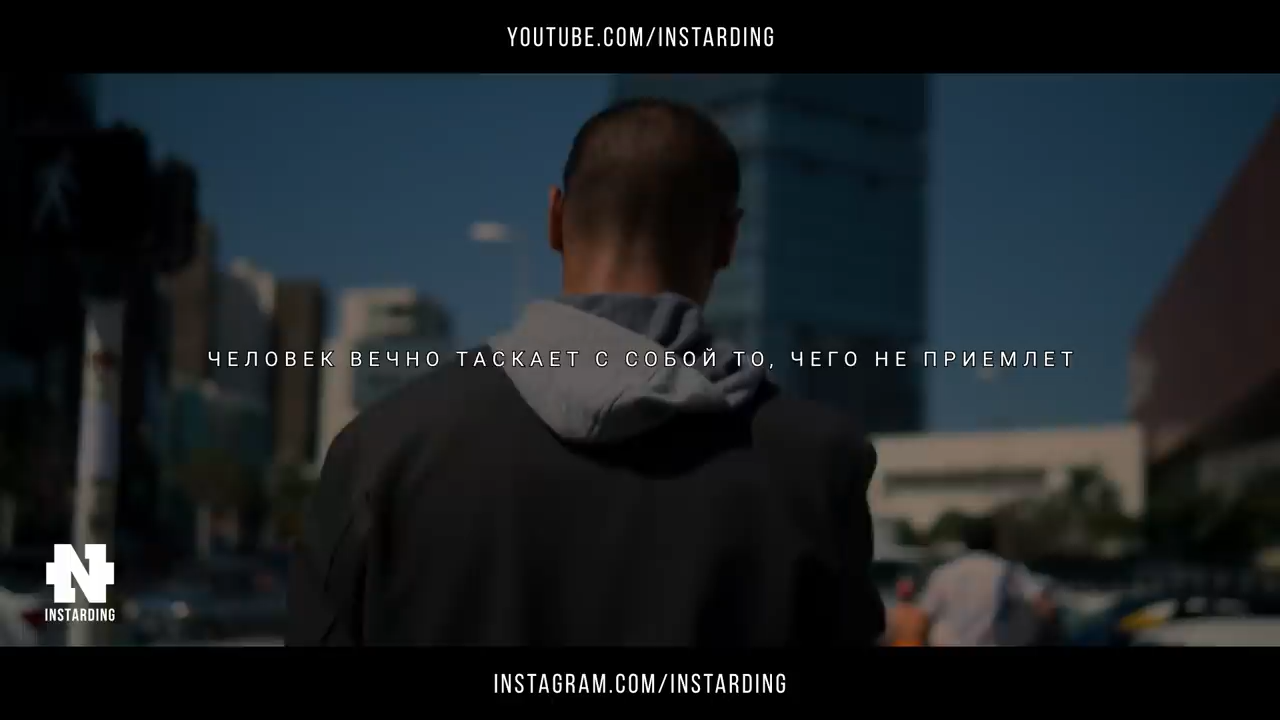 YOUTUBE.COM/INSTARDING
ЧЕЛОВЕК ВЕЧНО ТАСКАЕТ С СОБОЙ ТО, ЧЕГО НЕ ПРИЕМЛЕТ
N
INSTARDING
INSTAGRAM.COM/INSTARDING